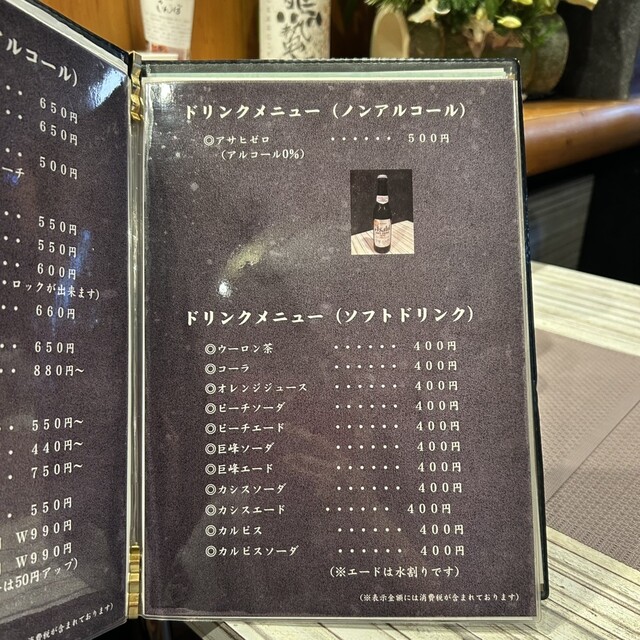 ルコール)
・・ 650円
・・ 650円
・・ 500円
ーチ
・・ 550円
・・ 550円
・・ 600円
・ロックが出来ます)
・・ 660円
・・ 650円
・・ 880円～
・ 550円～
・・ 440円～
・・ 750円～
・・ 550円
W990円
W990円
は50円アップ)
費税が含まれております)
ドリンクメニュー(ノンアルコール)
◎アサヒゼロ ・・・・・・ 500円
(アルコール0%)
ドリンクメニュー(ソフトドリンク)
◎ウーロン茶 ・・・・・・ 400円
◎コーラ ・・・・・・ 400円
◎オレンジジュース ・・・・・・ 400円
◎ピーチソーダ ・・・・・・ 400円
◎ピーチエード ・・・・・・ 400円
◎巨峰ソーダ ・・・・・・ 400円
◎巨峰エード ・・・・・・ 400円
◎カシスソーダ ・・・・・・ 400円
◎カシスエード ・・・・・・ 400円
◎カルピス ・・・・・・ 400円
◎カルピスソーダ ・・・・・・ 400円
(※エードは水割りです)
(※表示金額には消費税が含まれております)